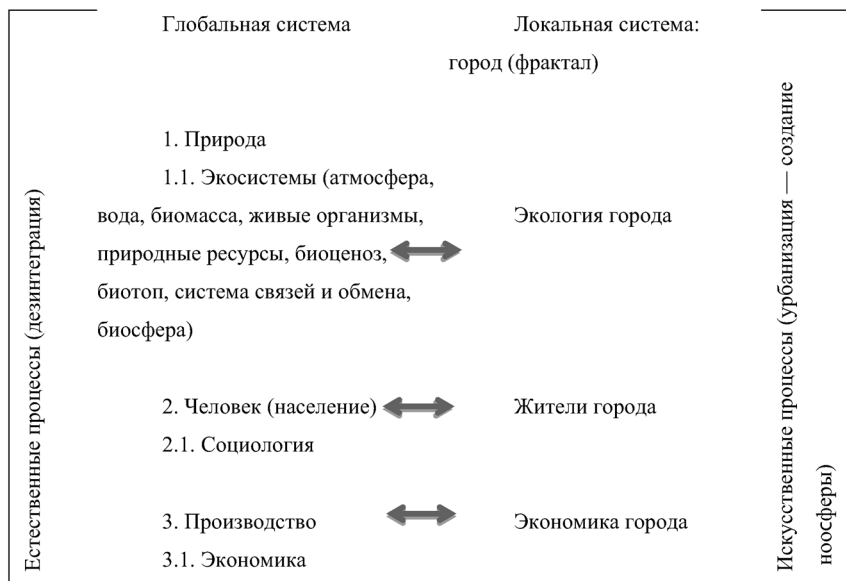 Глобальная система
Локальная система:
город (фрактал)
Естественные процессы (дезинтеграция)
1. Природа
1.1. Экосистемы (атмосфера,
вода, биомасса, живые организмы,
природные ресурсы, биоценоз,
биотоп, система связей и обмена,
биосфера)
Экология города
2. Человек (население)
Жители города
2.1. Социология
3. Производство
Экономика города
3.1. Экономика
Искусственные процессы (урбанизация — создание
ноосферы)